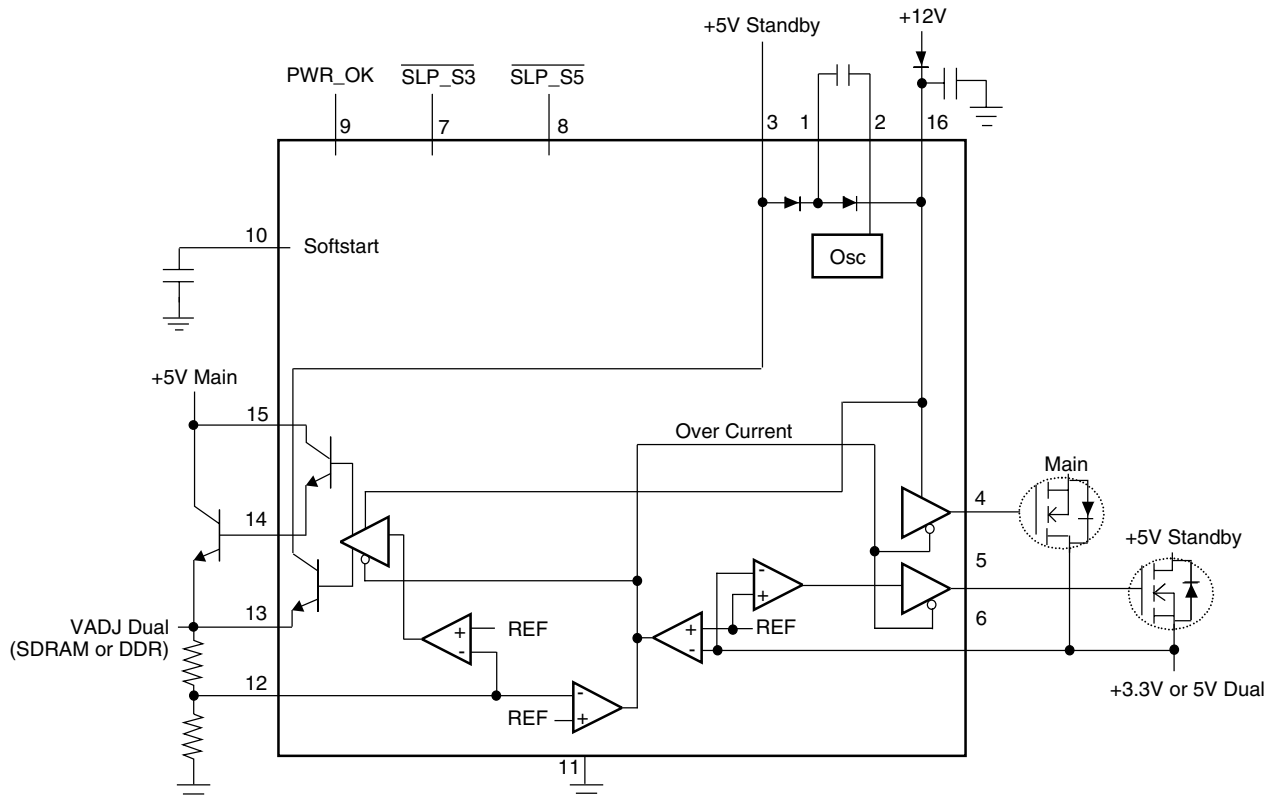 +5V Standby
+12V
PWR_OK
SLP_S3
SLP_S5
9
7
8
3
1
2
16
10
Softstart
Osc
+5V Main
15
Over Current
Main
14
4
+5V Standby
5
13
6
VADJ Dual
(SDRAM or DDR)
+
-
REF
-
+
+
-
REF
12
+3.3V or 5V Dual
-
+
REF
11